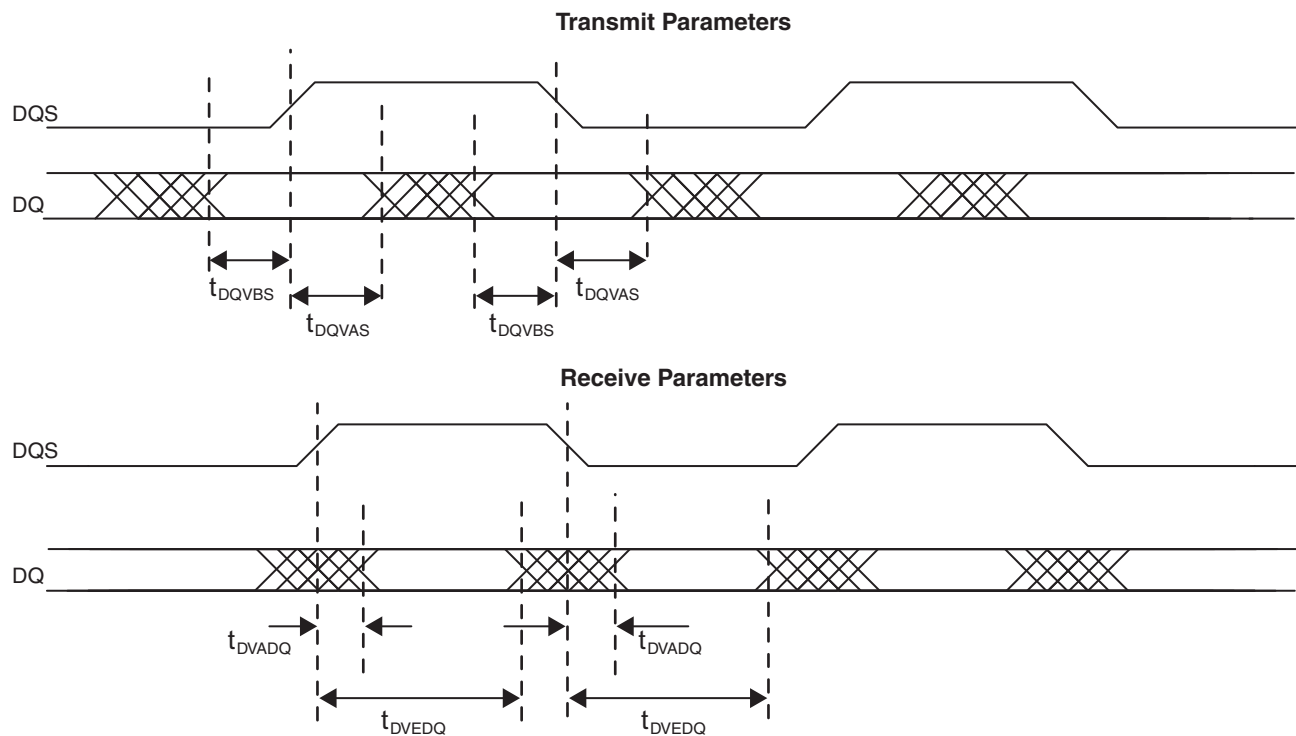 Transmit Parameters
DQS
DQ
tDQVBS
tDQVAS
tDQVBS
tDQVAS
Receive Parameters
DQS
DQ
tDVADQ
tDVADQ
tDVEDQ
tDVEDQ